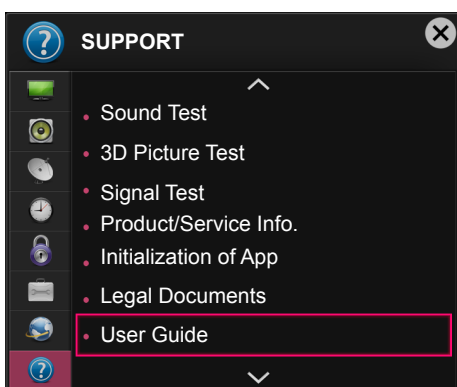 SUPPORT
Sound Test
3D Picture Test
Signal Test
Product/Service Info.
Initialization of App
Legal Documents
User Guide